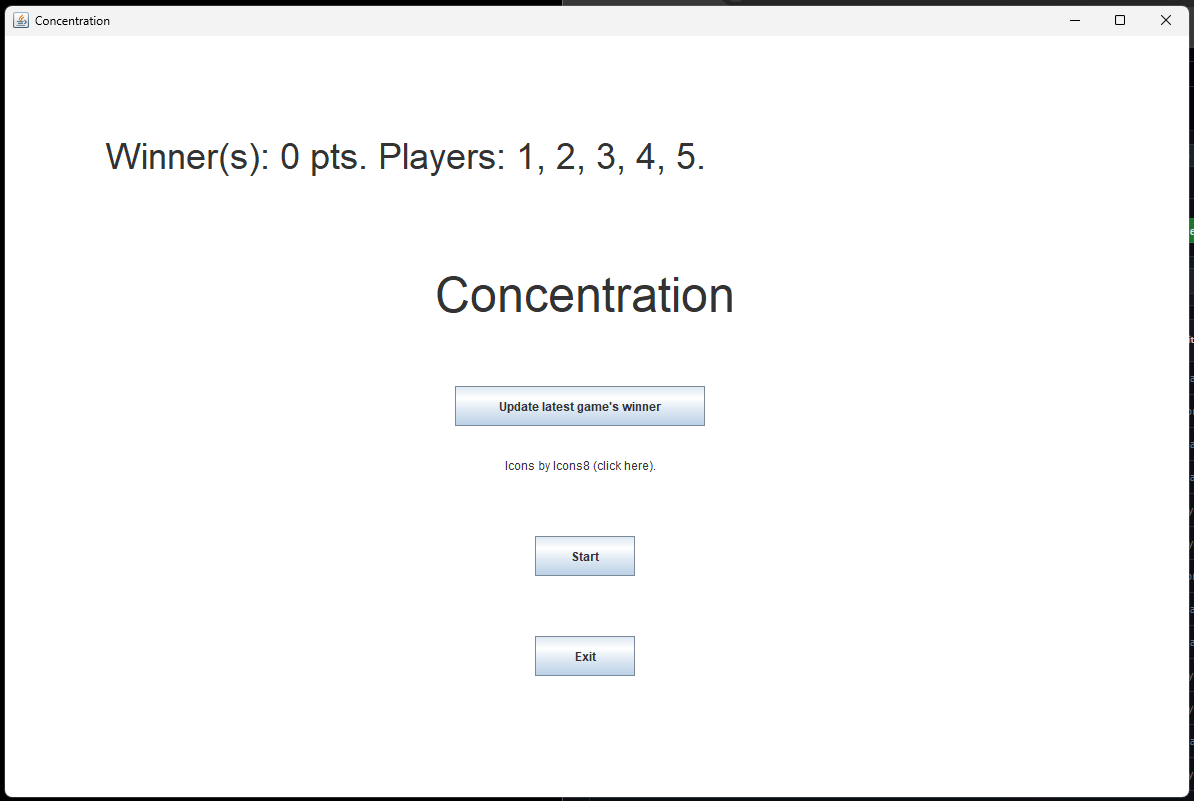 Concentration
Winner(s): 0 pts. Players: 1, 2, 3, 4, 5.
Concentration
Update latest game's winner
Icons by Icons8 (click here).
Start
Exit